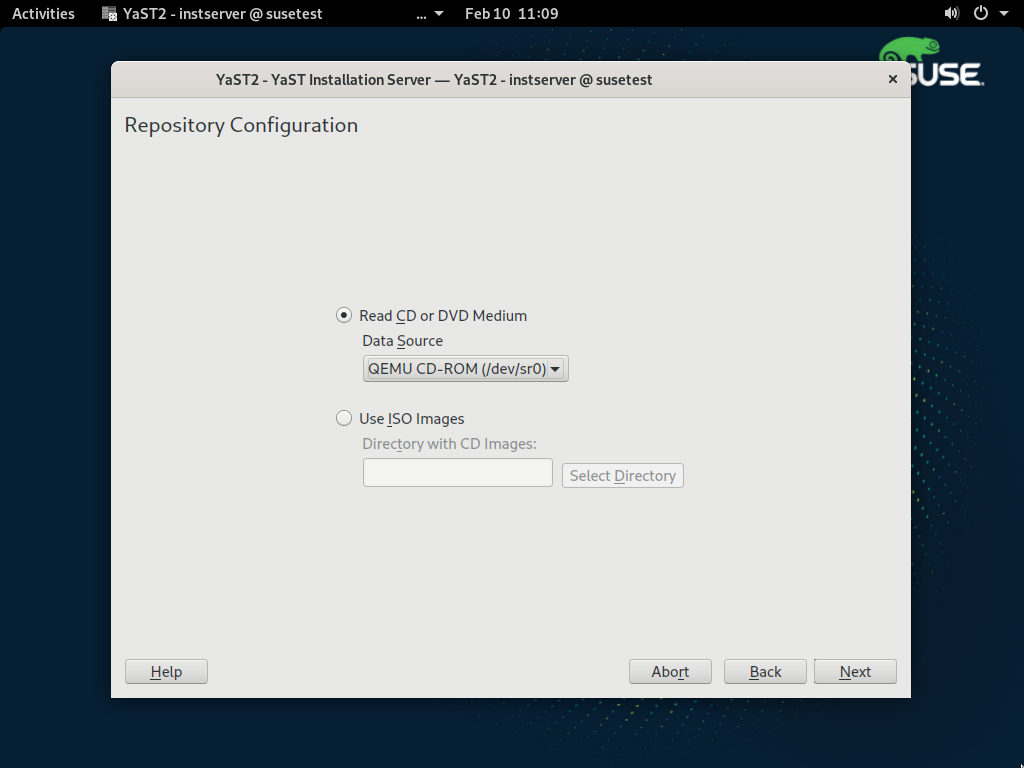 Activities YaST2 - instserver @ susetest ... Feb 10 11:09
SUSE
YaST2 - YaST Installation Server — YaST2 - instserver @ susetest
Repository Configuration
Read CD or DVD Medium
Data Source
QEMU CD-ROM (/dev/sr0)
Use ISO Images
Directory with CD Images:
Select Directory
Help Abort Back Next